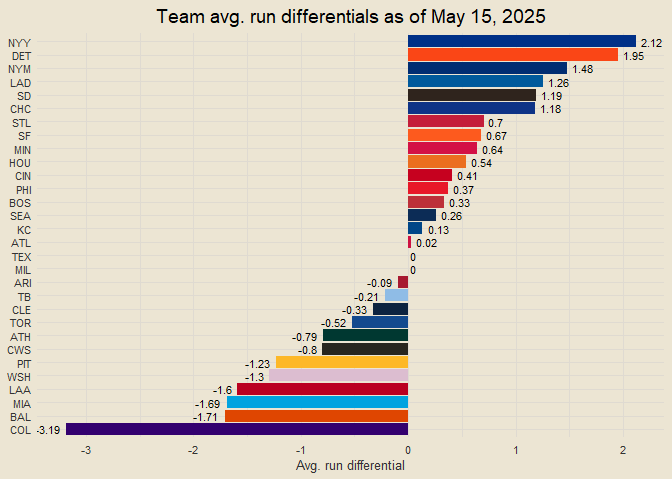 Team avg. run differentials as of May 15, 2025
NYY 2.12
DET 1.95
NYM 1.48
LAD 1.26
SD 1.19
CHC 1.18
STL 0.7
SF 0.67
MIN 0.64
HOU 0.54
CIN 0.41
PHI 0.37
BOS 0.33
SEA 0.26
KC 0.13
ATL 0.02
TEX 0
MIL 0
ARI -0.09
TB -0.21
CLE -0.33
TOR -0.52
ATH -0.79
CWS -0.8
PIT -1.23
WSH -1.3
LAA -1.6
MIA -1.69
BAL -1.71
COL -3.19
-3 -2 -1 0 1 2
Avg. run differential